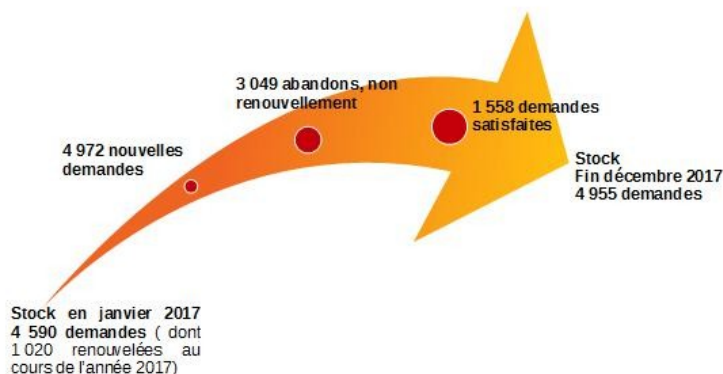 3 049 abandons, non
renouvellement
1 558 demandes
satisfaites
4 972 nouvelles
demandes
Stock
Fin décembre 2017
4 955 demandes
Stock en janvier 2017
4 590 demandes ( dont
1 020 renouvelées au
cours de l'année 2017)